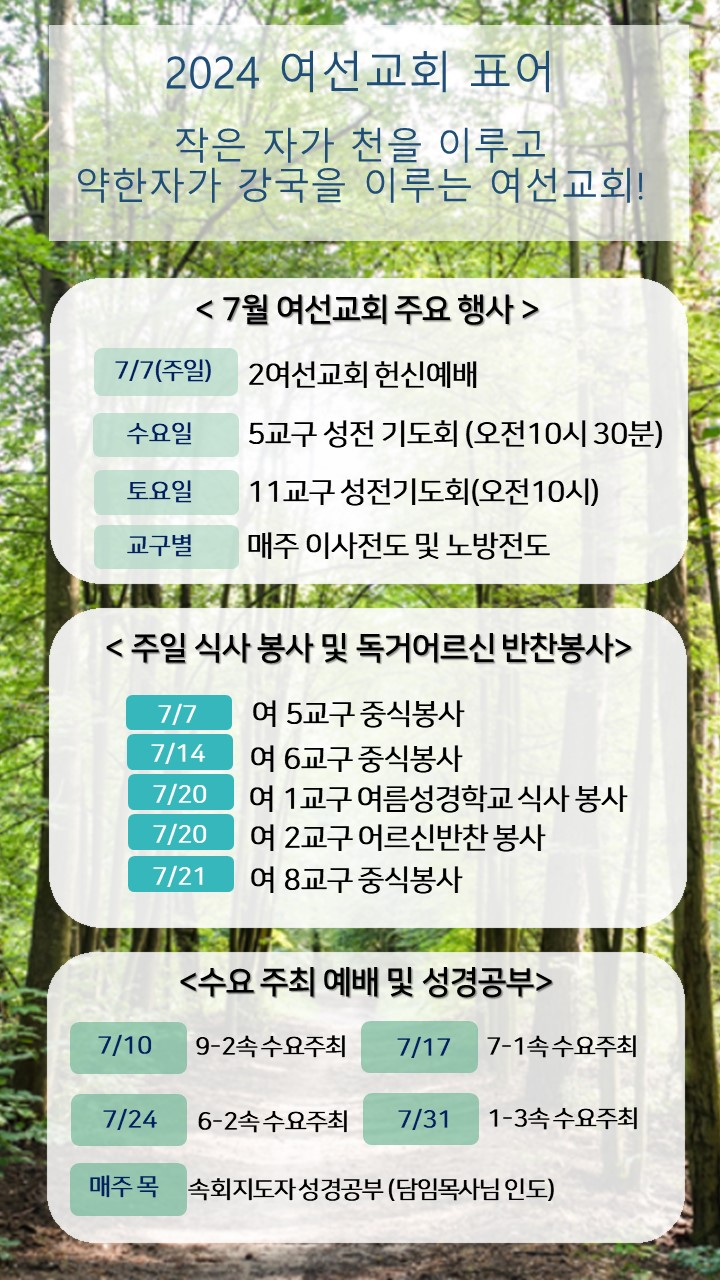 2024 여선교회 표어
작은 자가 천을 이루고
약한자가 강국을 이루는 여선교회!
< 7월 여선교회 주요 행사 >
7/7(주일) 2여선교회 헌신예배
수요일 5교구 성전 기도회 (오전10시 30분)
토요일 11교구 성전기도회(오전10시)
교구별 매주 이사전도 및 노방전도
< 주일 식사 봉사 및 독거어르신 반찬봉사>
7/7 여 5교구 중식봉사
7/14 여 6교구 중식봉사
7/20 여 1교구 여름성경학교 식사 봉사
7/20 여 2교구 어르신반찬 봉사
7/21 여 8교구 중식봉사
<수요 주최 예배 및 성경공부>
7/10 9-2속 수요주최 7/17 7-1속 수요주최
7/24 6-2속 수요주최 7/31 1-3속 수요주최
매주 목 속회지도자 성경공부 (담임목사님 인도)